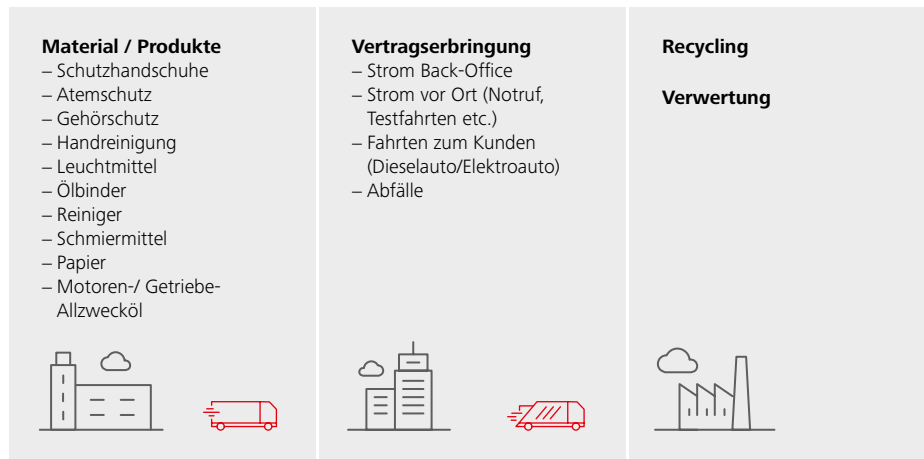 Material / Produkte
– Schutzhandschuhe
– Atemschutz
– Gehörschutz
– Handreinigung
– Leuchtmittel
– Ölbinder
– Reiniger
– Schmiermittel
– Papier
– Motoren-/ Getriebe-
Allzwecköl
Vertragserbringung
– Strom Back-Office
– Strom vor Ort (Notruf,
Testfahrten etc.)
– Fahrten zum Kunden
(Dieselauto/Elektroauto)
– Abfälle
Recycling
Verwertung